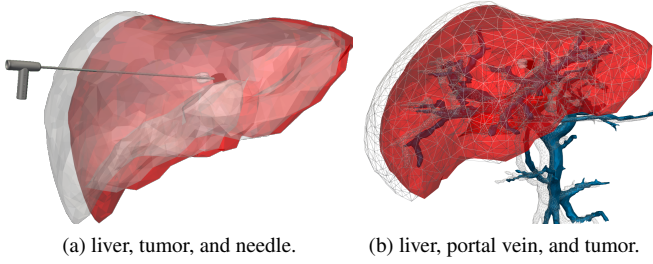 (a) liver, tumor, and needle.
(b) liver, portal vein, and tumor.